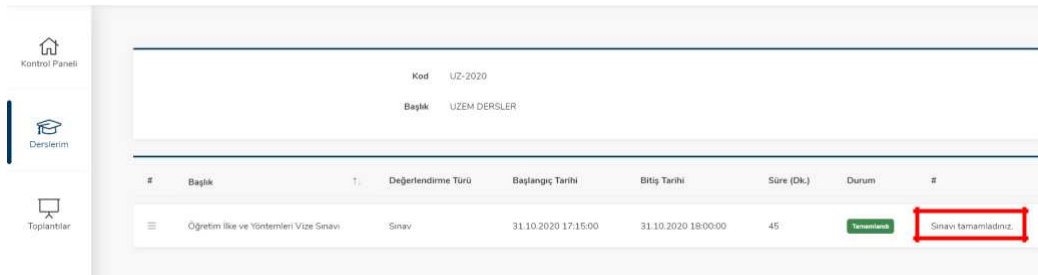 Kontrol Paneli
Derslerim
Toplantılar
Kod UZ-2020
Başlık UZEM DERSLER
# Başlık Değerlendirme Türü Başlangıç Tarihi Bitiş Tarihi Süre (Dk.) Durum #
Öğretim İlke ve Yöntemleri Vize Sınavı Sınav 31.10.2020 17:15:00 31.10.2020 18:00:00 45 Tamamlandı Sınavı tamamladınız.